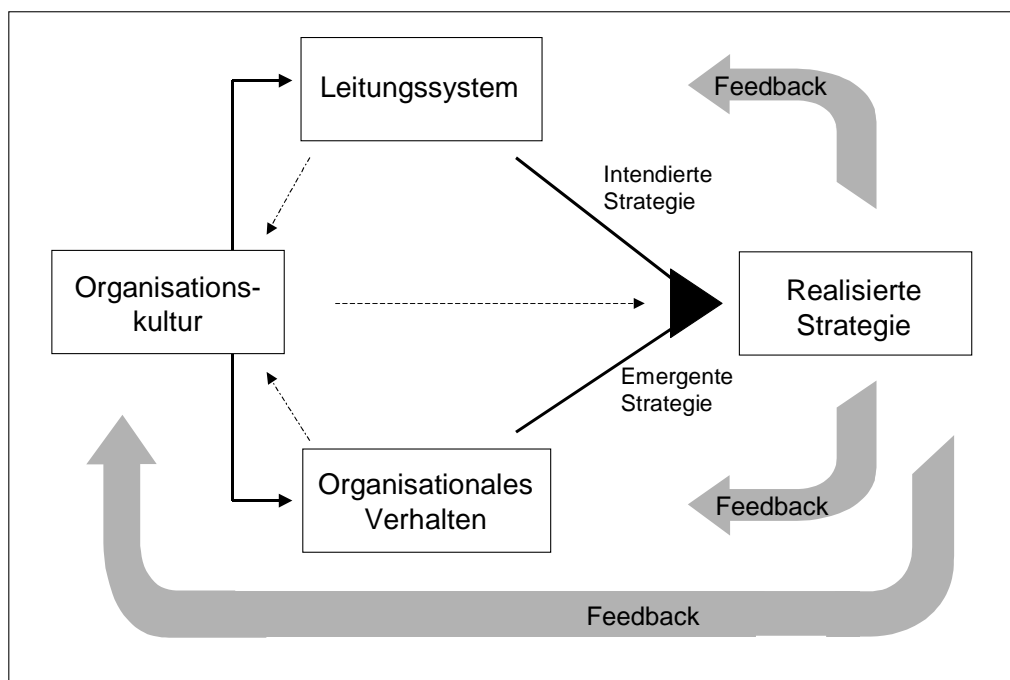 Leitungssystem
Feedback
Intendierte
Strategie
Organisations-
kultur
Realisierte
Strategie
Emergente
Strategie
Organisationales
Verhalten
Feedback
Feedback